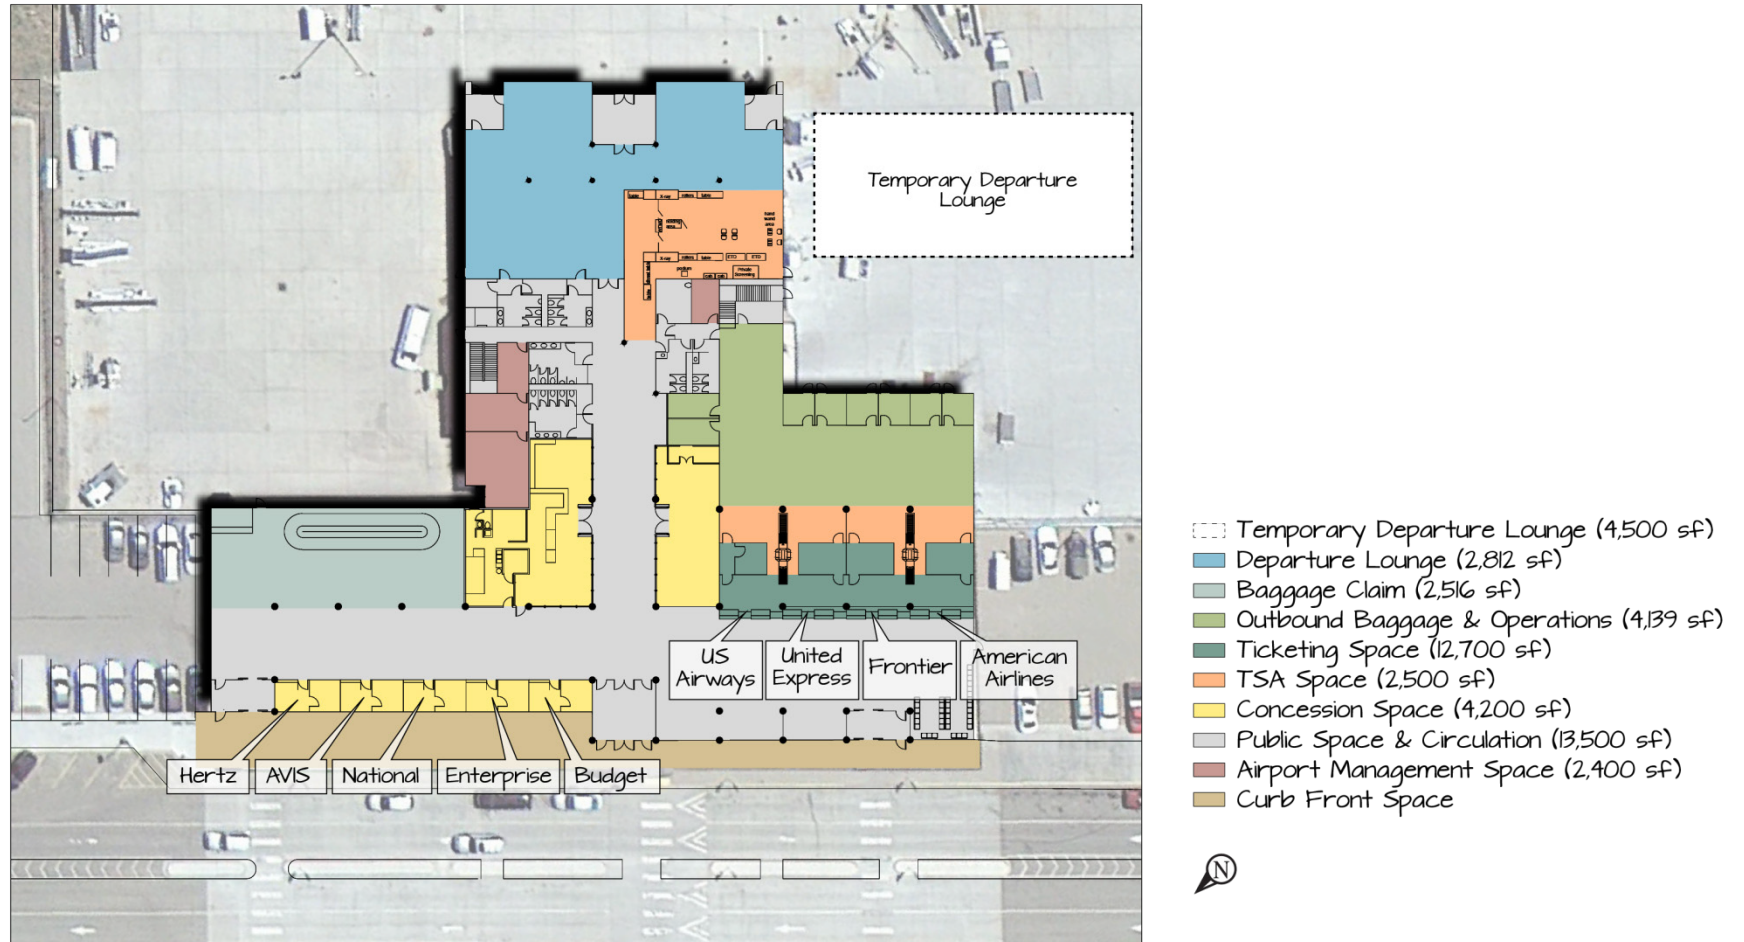 Temporary Departure
Lounge
US
Airways
United
Express
Frontier
American
Airlines
Hertz
AVIS
National
Enterprise
Budget
Temporary Departure Lounge (4,500 sf)
Departure Lounge (2,812 sf)
Baggage Claim (2,516 sf)
Outbound Baggage & Operations (4,139 sf)
Ticketing Space (12,700 sf)
TSA Space (2,500 sf)
Concession Space (4,200 sf)
Public Space & Circulation (13,500 sf)
Airport Management Space (2,400 sf)
Curb Front Space
N